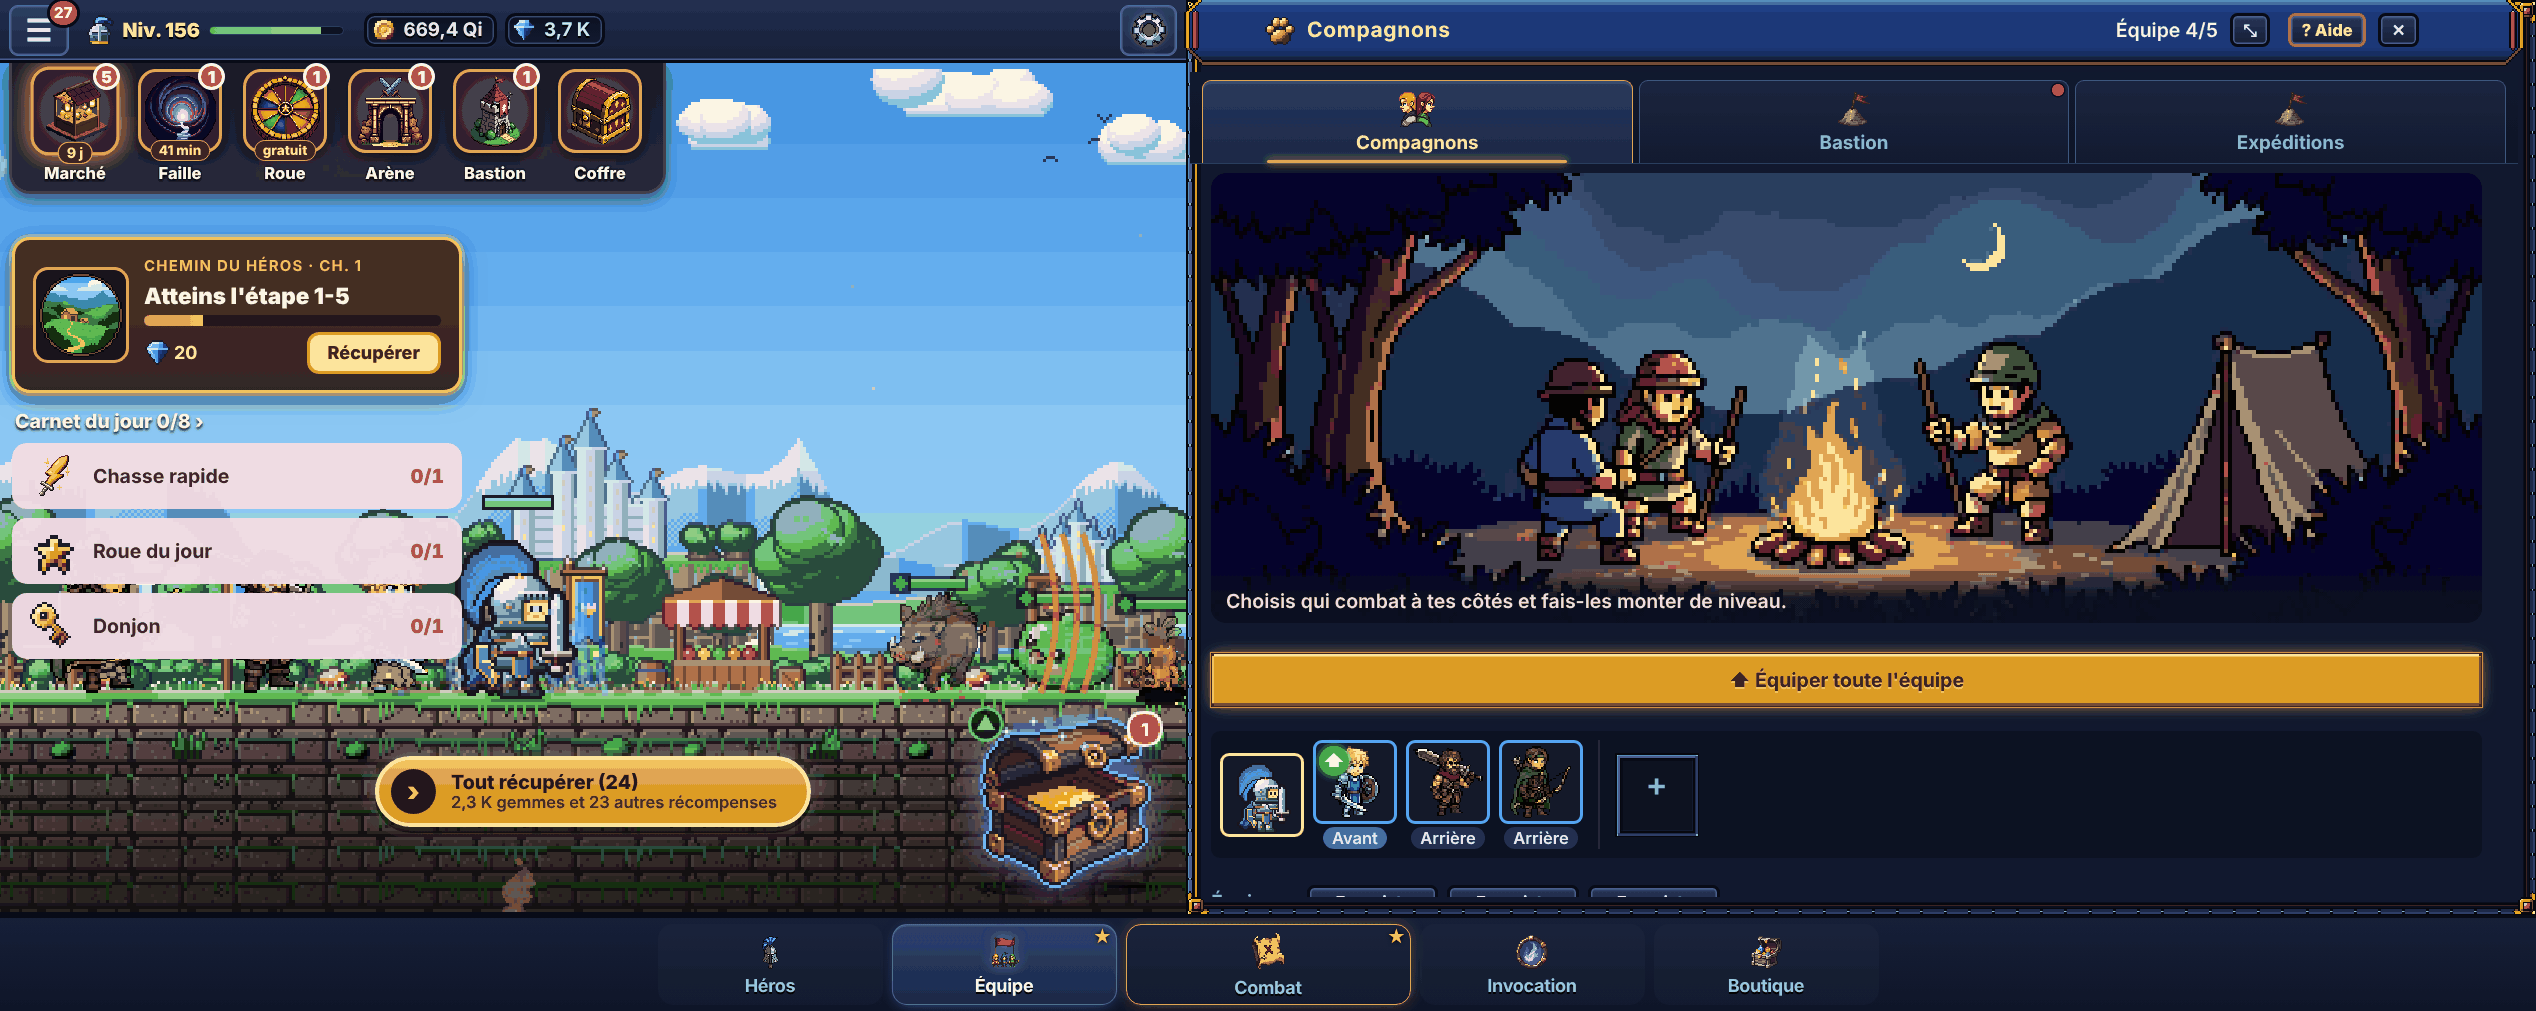 27
Niv. 156
669,4 Qi
3,7 K
5
9 j
Marché
1
41 min
Faille
1
gratuit
Roue
1
Arène
1
Bastion
Coffre
CHEMIN DU HÉROS · CH. 1
Atteins l'étape 1-5
20
Récupérer
Carnet du jour 0/8 ›
Chasse rapide 0/1
Roue du jour 0/1
Donjon 0/1
Tout récupérer (24)
2,3 K gemmes et 23 autres récompenses
1
Compagnons
Équipe 4/5
? Aide
Compagnons
Bastion
Expéditions
Choisis qui combat à tes côtés et fais-les monter de niveau.
Équiper toute l'équipe
Avant
Arrière
Arrière
+
Héros
Équipe
Combat
Invocation
Boutique